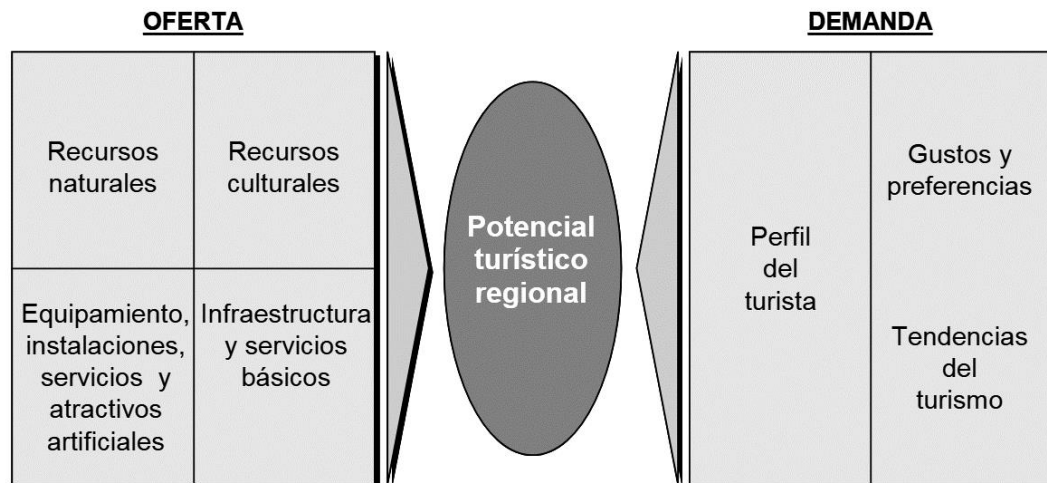 OFERTA
DEMANDA
Recursos
naturales
Recursos
culturales
Equipamiento,
instalaciones,
servicios y
atractivos
artificiales
Infraestructura
y servicios
básicos
Potencial
turístico
regional
Perfil
del
turista
Gustos y
preferencias
Tendencias
del
turismo